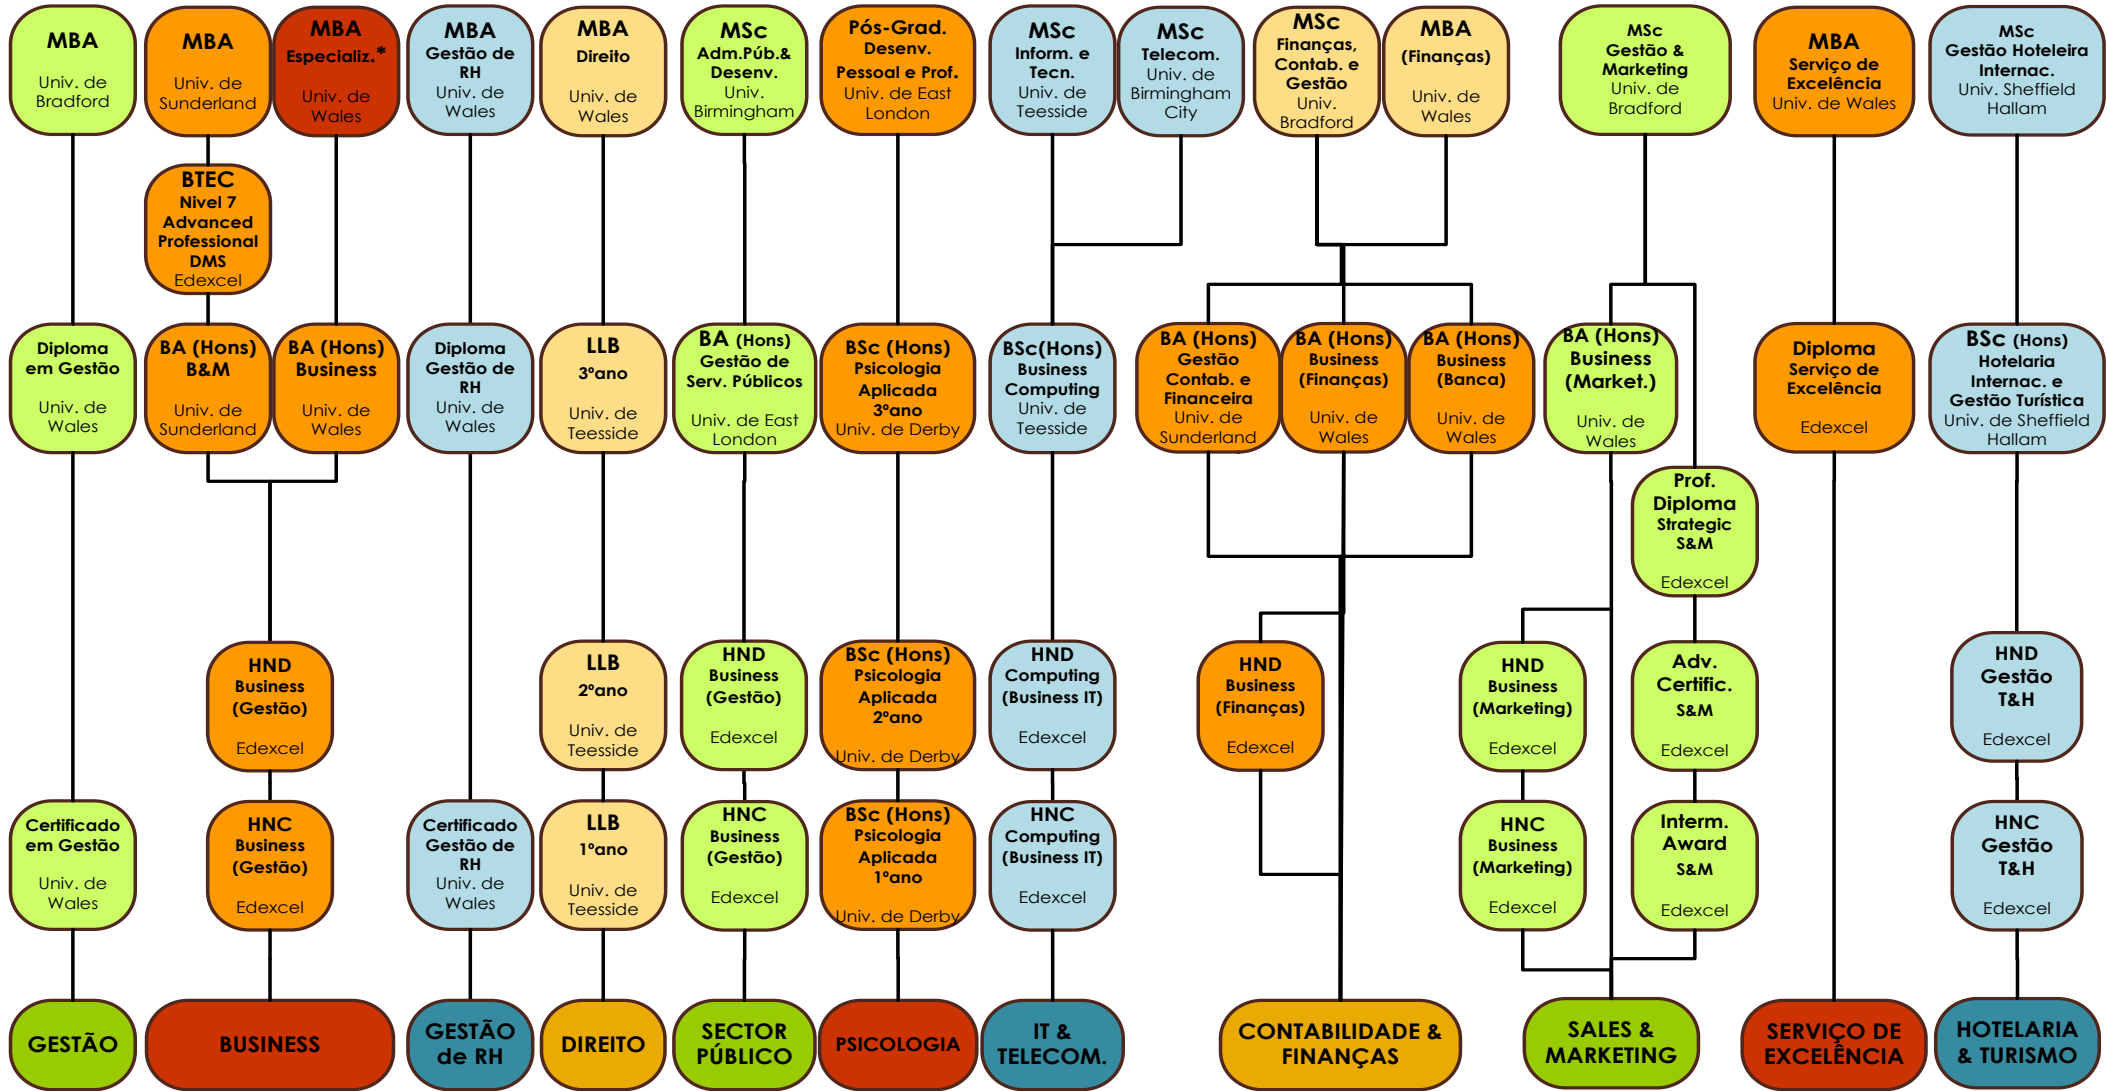 MBA
Univ. de
Bradford
MBA
Univ. de
Sunderland
MBA
Especializ.*
Univ. de
Wales
MBA
Gestão de
RH
Univ. de
Wales
MBA
Direito
Univ. de
Wales
MSc
Adm.Púb.&
Desenv.
Univ.
Birmingham
Pós-Grad.
Desenv.
Pessoal e Prof.
Univ. de East
London
MSc
Inform. e
Tecn.
Univ. de
Teesside
MSc
Telecom.
Univ. de
Birmingham
City
MSc
Finanças,
Contab. e
Gestão
Univ.
Bradford
MBA
(Finanças)
Univ. de
Wales
MSc
Gestão &
Marketing
Univ. de
Bradford
MBA
Serviço de
Excelência
Univ. de Wales
MSc
Gestão Hoteleira
Internac.
Univ. Sheffield
Hallam
BTEC
Nivel 7
Advanced
Professional
DMS
Edexcel
Diploma
em Gestão
Univ. de
Wales
BA (Hons)
B&M
Univ. de
Sunderland
BA (Hons)
Business
Univ. de
Wales
Diploma
Gestão de
RH
Univ. de
Wales
LLB
3ºano
Univ. de
Teesside
BA (Hons)
Gestão de
Serv. Públicos
Univ. de East
London
BSc (Hons)
Psicologia
Aplicada
3ºano
Univ. de Derby
BSc(Hons)
Business
Computing
Univ. de
Teesside
BA (Hons)
Gestão
Contab. e
Financeira
Univ. de
Sunderland
BA (Hons)
Business
(Finanças)
Univ. de
Wales
BA (Hons)
Business
(Banca)
Univ. de
Wales
BA (Hons)
Business
(Market.)
Univ. de
Wales
Diploma
Serviço de
Excelência
Edexcel
BSc (Hons)
Hotelaria
Internac. e
Gestão Turística
Univ. de Sheffield
Hallam
Prof.
Diploma
Strategic
S&M
Edexcel
HND
Business
(Gestão)
Edexcel
LLB
2ºano
Univ. de
Teesside
HND
Business
(Gestão)
Edexcel
BSc (Hons)
Psicologia
Aplicada
2ºano
Univ. de Derby
HND
Computing
(Business IT)
Edexcel
HND
Business
(Finanças)
Edexcel
HND
Business
(Marketing)
Edexcel
Adv.
Certific.
S&M
Edexcel
HND
Gestão
T&H
Edexcel
Certificado
em Gestão
Univ. de
Wales
HNC
Business
(Gestão)
Edexcel
Certificado
Gestão de
RH
Univ. de
Wales
LLB
1ºano
Univ. de
Teesside
HNC
Business
(Gestão)
Edexcel
BSc (Hons)
Psicologia
Aplicada
1ºano
Univ. de Derby
HNC
Computing
(Business IT)
Edexcel
HNC
Business
(Marketing)
Edexcel
Interm.
Award
S&M
Edexcel
HNC
Gestão
T&H
Edexcel
GESTÃO
BUSINESS
GESTÃO
de RH
DIREITO
SECTOR
PÚBLICO
PSICOLOGIA
IT &
TELECOM.
CONTABILIDADE &
FINANÇAS
SALES &
MARKETING
SERVIÇO DE
EXCELÊNCIA
HOTELARIA
& TURISMO